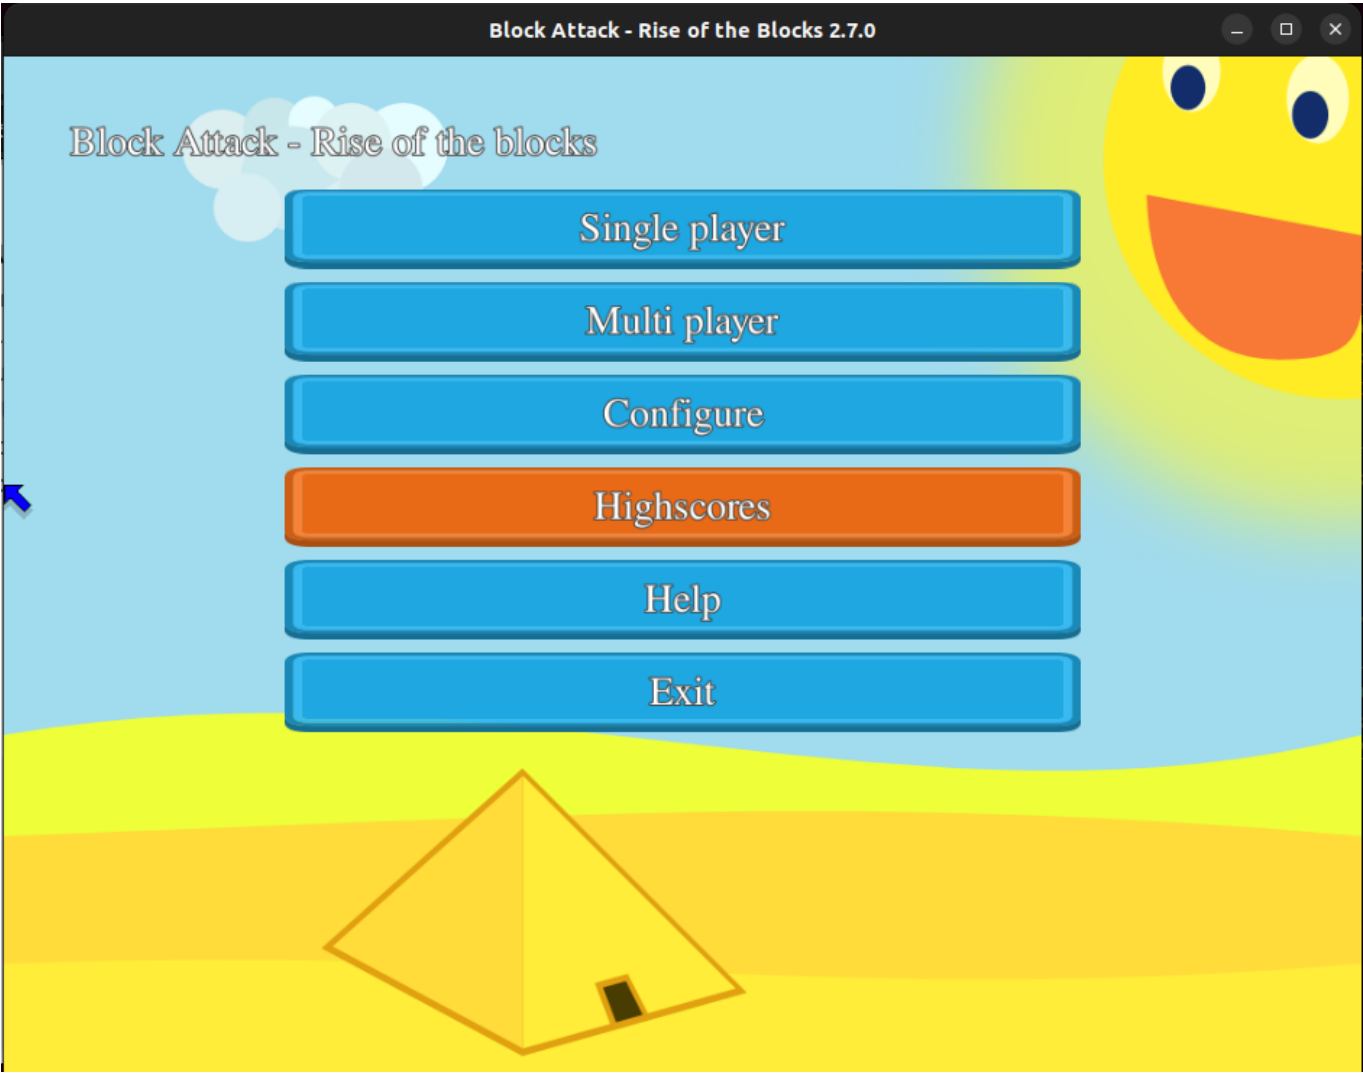 Block Attack - Rise of the Blocks 2.7.0
Block Attack - Rise of the blocks
Single player
Multi player
Configure
Highscores
Help
Exit